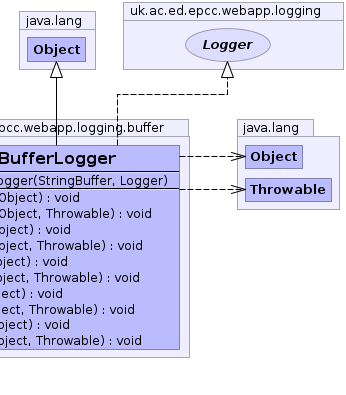 java.lang
Object
uk.ac.ed.epcc.webapp.logging
Logger
epcc.webapp.logging.buffer
BufferLogger
Logger(StringBuffer, Logger)
Object) : void
Object, Throwable) : void
bject) : void
bject, Throwable) : void
bject) : void
bject, Throwable) : void
ject) : void
ject, Throwable) : void
bject) : void
bject, Throwable) : void
java.lang
Object
Throwable